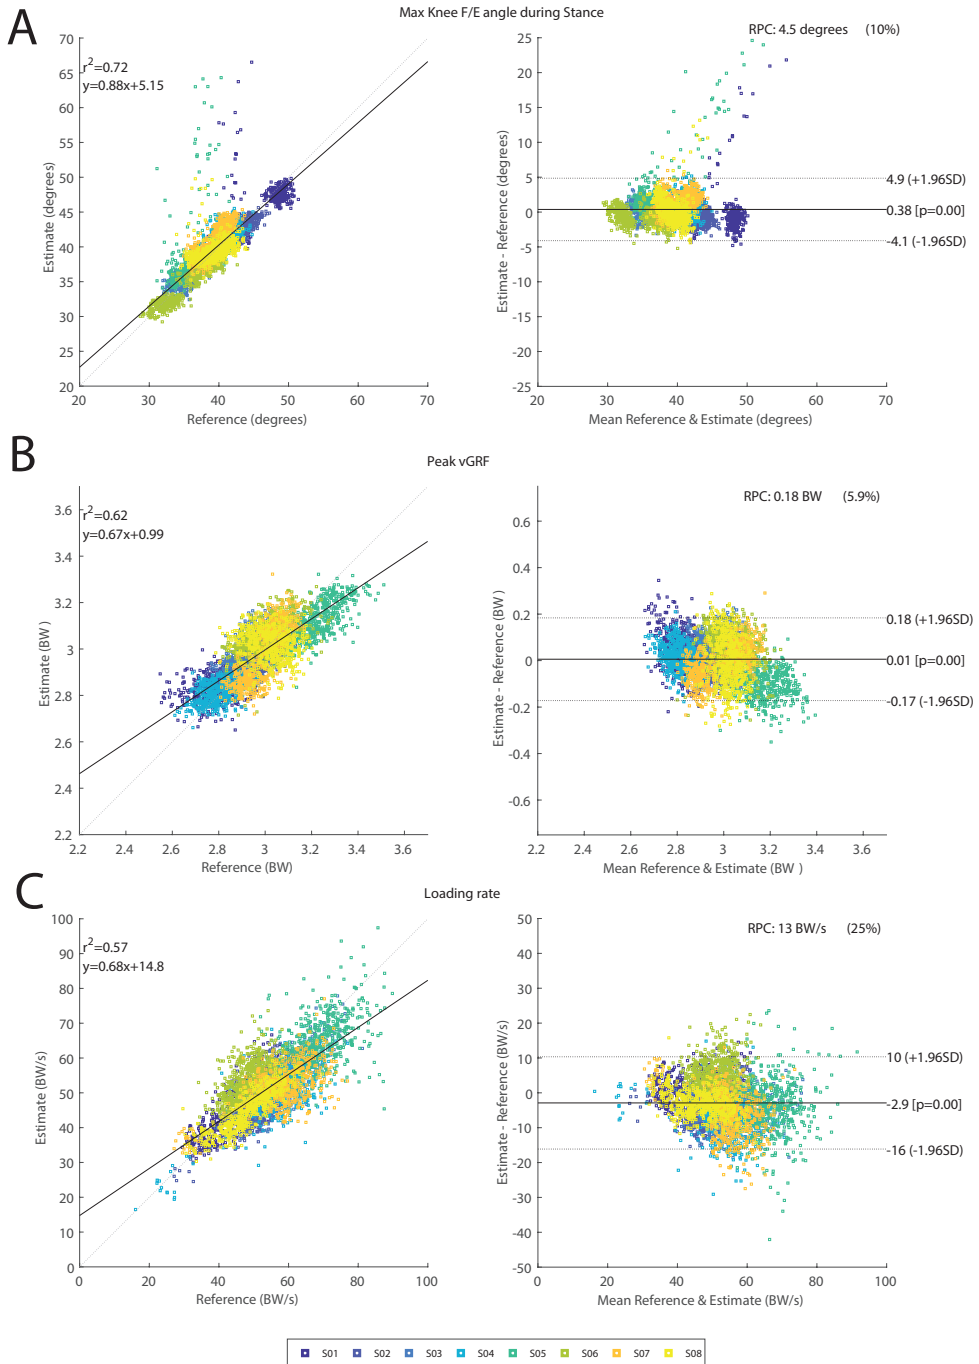 A
Max Knee F/E angle during Stance
r²=0.72
y=0.88x+5.15
Estimate (degrees)
70
65
60
55
50
45
40
35
30
25
20
20 30 40 50 60 70
Reference (degrees)
RPC: 4.5 degrees (10%)
Estimate - Reference (degrees)
25
20
15
10
5
0
-5
-10
-15
-20
-25
4.9 (+1.96SD)
0.38 [p=0.00]
-4.1 (-1.96SD)
20 30 40 50 60 70
Mean Reference & Estimate (degrees)
B
Peak vGRF
r²=0.62
y=0.67x+0.99
Estimate (BW)
3.6
3.4
3.2
3
2.8
2.6
2.4
2.2
2.2 2.4 2.6 2.8 3 3.2 3.4 3.6
Reference (BW)
RPC: 0.18 BW (5.9%)
Estimate - Reference (BW)
0.6
0.4
0.2
0
-0.2
-0.4
-0.6
0.18 (+1.96SD)
0.01 [p=0.00]
-0.17 (-1.96SD)
2.2 2.4 2.6 2.8 3 3.2 3.4 3.6
Mean Reference & Estimate (BW )
C
Loading rate
r²=0.57
y=0.68x+14.8
Estimate (BW/s)
100
90
80
70
60
50
40
30
20
10
0
0 20 40 60 80 100
Reference (BW/s)
RPC: 13 BW/s (25%)
Estimate - Reference (BW/s)
50
40
30
20
10
0
-10
-20
-30
-40
-50
10 (+1.96SD)
-2.9 [p=0.00]
-16 (-1.96SD)
0 20 40 60 80 100
Mean Reference & Estimate (BW/s)
S01 S02 S03 S04 S05 S06 S07 S08